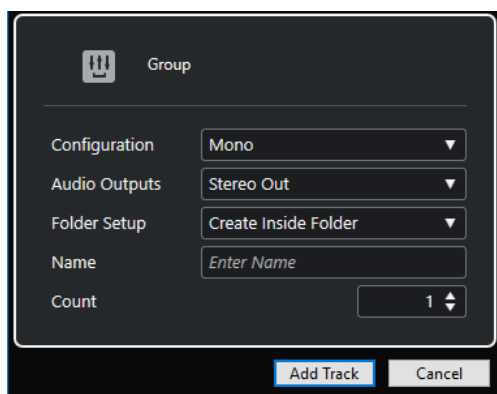 Group
Configuration Mono
Audio Outputs Stereo Out
Folder Setup Create Inside Folder
Name Enter Name
Count 1
Add Track Cancel